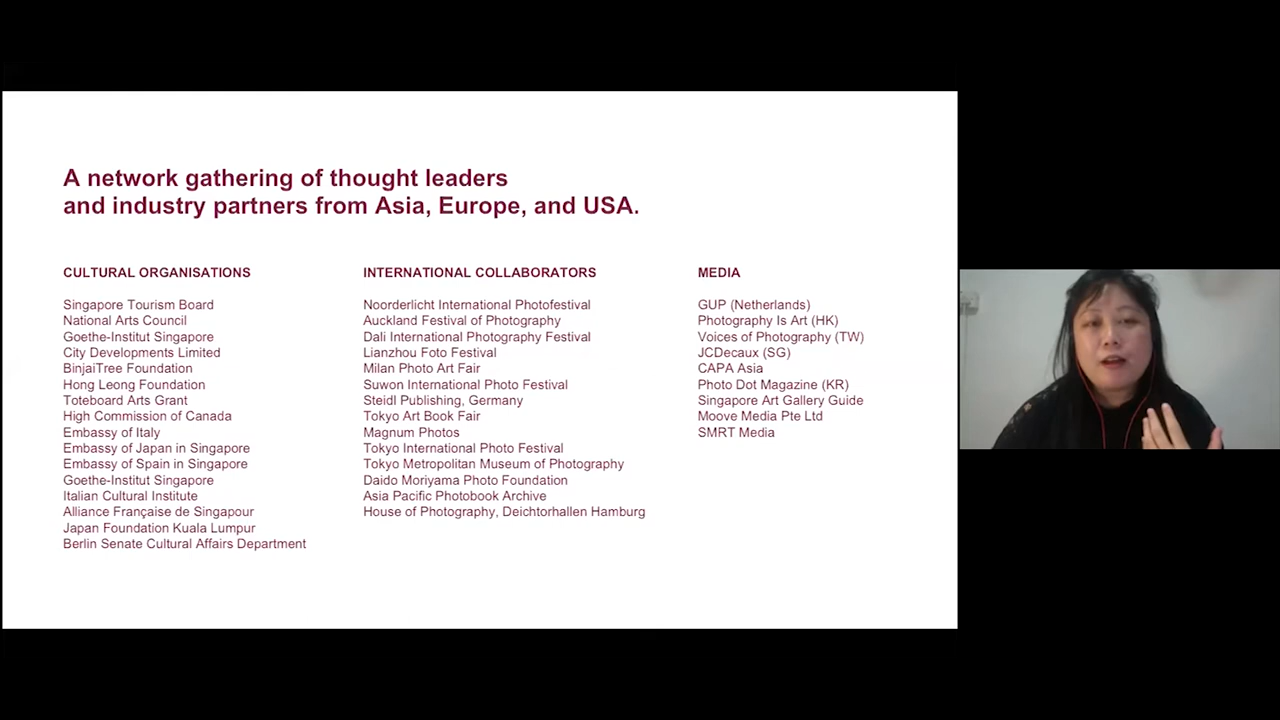 A network gathering of thought leaders
and industry partners from Asia, Europe, and USA.
CULTURAL ORGANISATIONS
Singapore Tourism Board
National Arts Council
Goethe-Institut Singapore
City Developments Limited
BinjaiTree Foundation
Hong Leong Foundation
Toteboard Arts Grant
High Commission of Canada
Embassy of Italy
Embassy of Japan in Singapore
Embassy of Spain in Singapore
Goethe-Institut Singapore
Italian Cultural Institute
Alliance Française de Singapour
Japan Foundation Kuala Lumpur
Berlin Senate Cultural Affairs Department
INTERNATIONAL COLLABORATORS
Noorderlicht International Photofestival
Auckland Festival of Photography
Dali International Photography Festival
Lianzhou Foto Festival
Milan Photo Art Fair
Suwon International Photo Festival
Steidl Publishing, Germany
Tokyo Art Book Fair
Magnum Photos
Tokyo International Photo Festival
Tokyo Metropolitan Museum of Photography
Daido Moriyama Photo Foundation
Asia Pacific Photobook Archive
House of Photography, Deichtorhallen Hamburg
MEDIA
GUP (Netherlands)
Photography Is Art (HK)
Voices of Photography (TW)
JCDecaux (SG)
CAPA Asia
Photo Dot Magazine (KR)
Singapore Art Gallery Guide
Moove Media Pte Ltd
SMRT Media